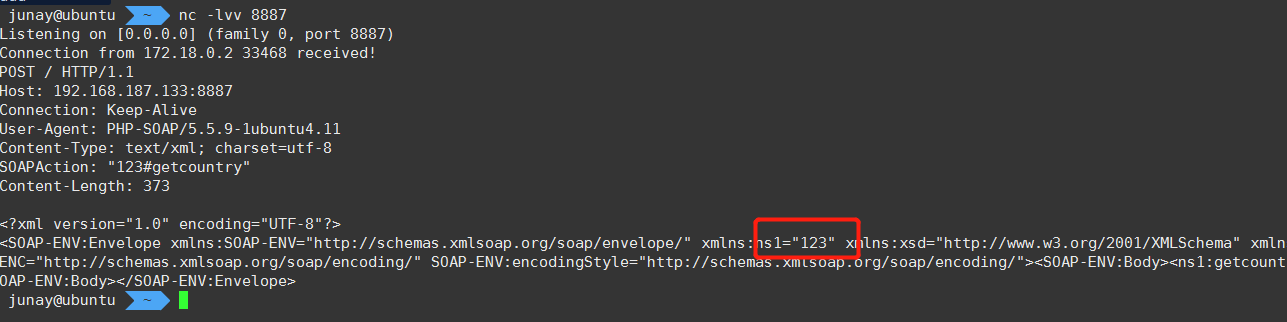 junay@ubuntu ~ nc -lvv 8887
Listening on [0.0.0.0] (family 0, port 8887)
Connection from 172.18.0.2 33468 received!
POST / HTTP/1.1
Host: 192.168.187.133:8887
Connection: Keep-Alive
User-Agent: PHP-SOAP/5.5.9-1ubuntu4.11
Content-Type: text/xml; charset=utf-8
SOAPAction: "123#getcountry"
Content-Length: 373
<?xml version="1.0" encoding="UTF-8"?>
<SOAP-ENV:Envelope xmlns:SOAP-ENV="http://schemas.xmlsoap.org/soap/envelope/" xmlns:ns1="123" xmlns:xsd="http://www.w3.org/2001/XMLSchema" xmln
ENC="http://schemas.xmlsoap.org/soap/encoding/" SOAP-ENV:encodingStyle="http://schemas.xmlsoap.org/soap/encoding/"><SOAP-ENV:Body><ns1:getcount
OAP-ENV:Body></SOAP-ENV:Envelope>
junay@ubuntu ~